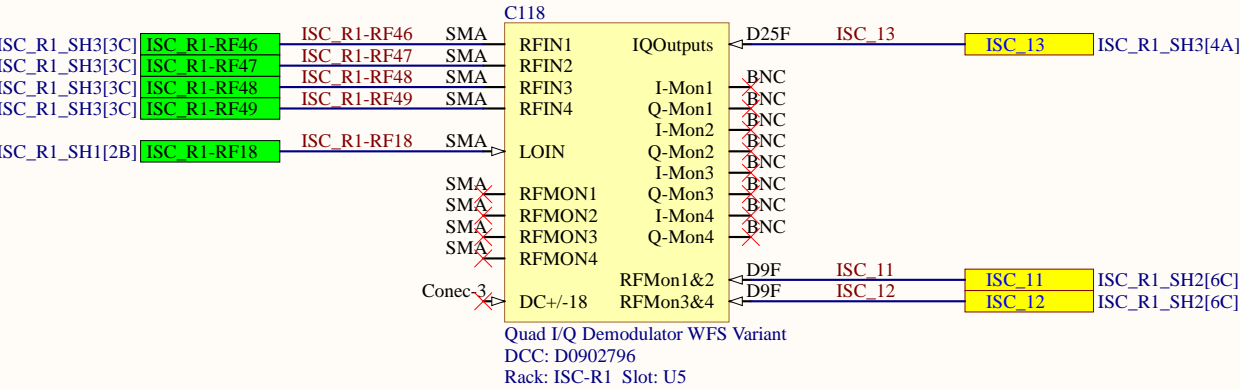 C118
ISC_R1_SH3[3C] ISC_R1-RF46 ISC_R1-RF46 SMA RFIN1 IQOutputs D25F ISC_13 ISC_13 ISC_R1_SH3[4A]
ISC_R1_SH3[3C] ISC_R1-RF47 ISC_R1-RF47 SMA RFIN2
ISC_R1_SH3[3C] ISC_R1-RF48 ISC_R1-RF48 SMA RFIN3 I-Mon1 BNC
ISC_R1_SH3[3C] ISC_R1-RF49 ISC_R1-RF49 SMA RFIN4 Q-Mon1 BNC
I-Mon2 BNC
ISC_R1_SH1[2B] ISC_R1-RF18 ISC_R1-RF18 SMA LOIN Q-Mon2 BNC
I-Mon3 BNC
SMA RFMON1 Q-Mon3 BNC
SMA RFMON2 I-Mon4 BNC
SMA RFMON3 Q-Mon4 BNC
SMA RFMON4
RFMon1&2 D9F ISC_11 ISC_11 ISC_R1_SH2[6C]
Conec-3 DC+/-18 RFMon3&4 D9F ISC_12 ISC_12 ISC_R1_SH2[6C]
Quad I/Q Demodulator WFS Variant
DCC: D0902796
Rack: ISC-R1 Slot: U5